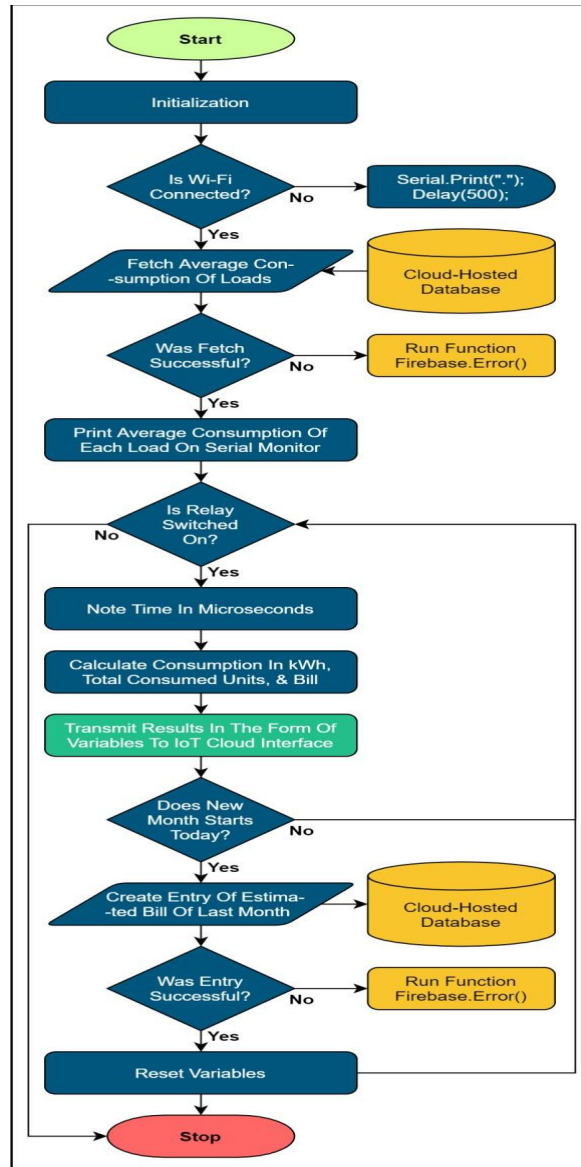 Start
Initialization
Is Wi-Fi
Connected?
No
Serial.Print(".");
Delay(500);
Yes
Fetch Average Con-
-sumption Of Loads
Cloud-Hosted
Database
Was Fetch
Successful?
No
Run Function
Firebase.Error()
Yes
Print Average Consumption Of
Each Load On Serial Monitor
Is Relay
Switched
On?
No
Yes
Note Time In Microseconds
Calculate Consumption In kWh,
Total Consumed Units, & Bill
Transmit Results In The Form Of
Variables To IoT Cloud Interface
Does New
Month Starts
Today?
No
Yes
Create Entry Of Estima-
-ted Bill Of Last Month
Cloud-Hosted
Database
Was Entry
Successful?
No
Run Function
Firebase.Error()
Yes
Reset Variables
Stop